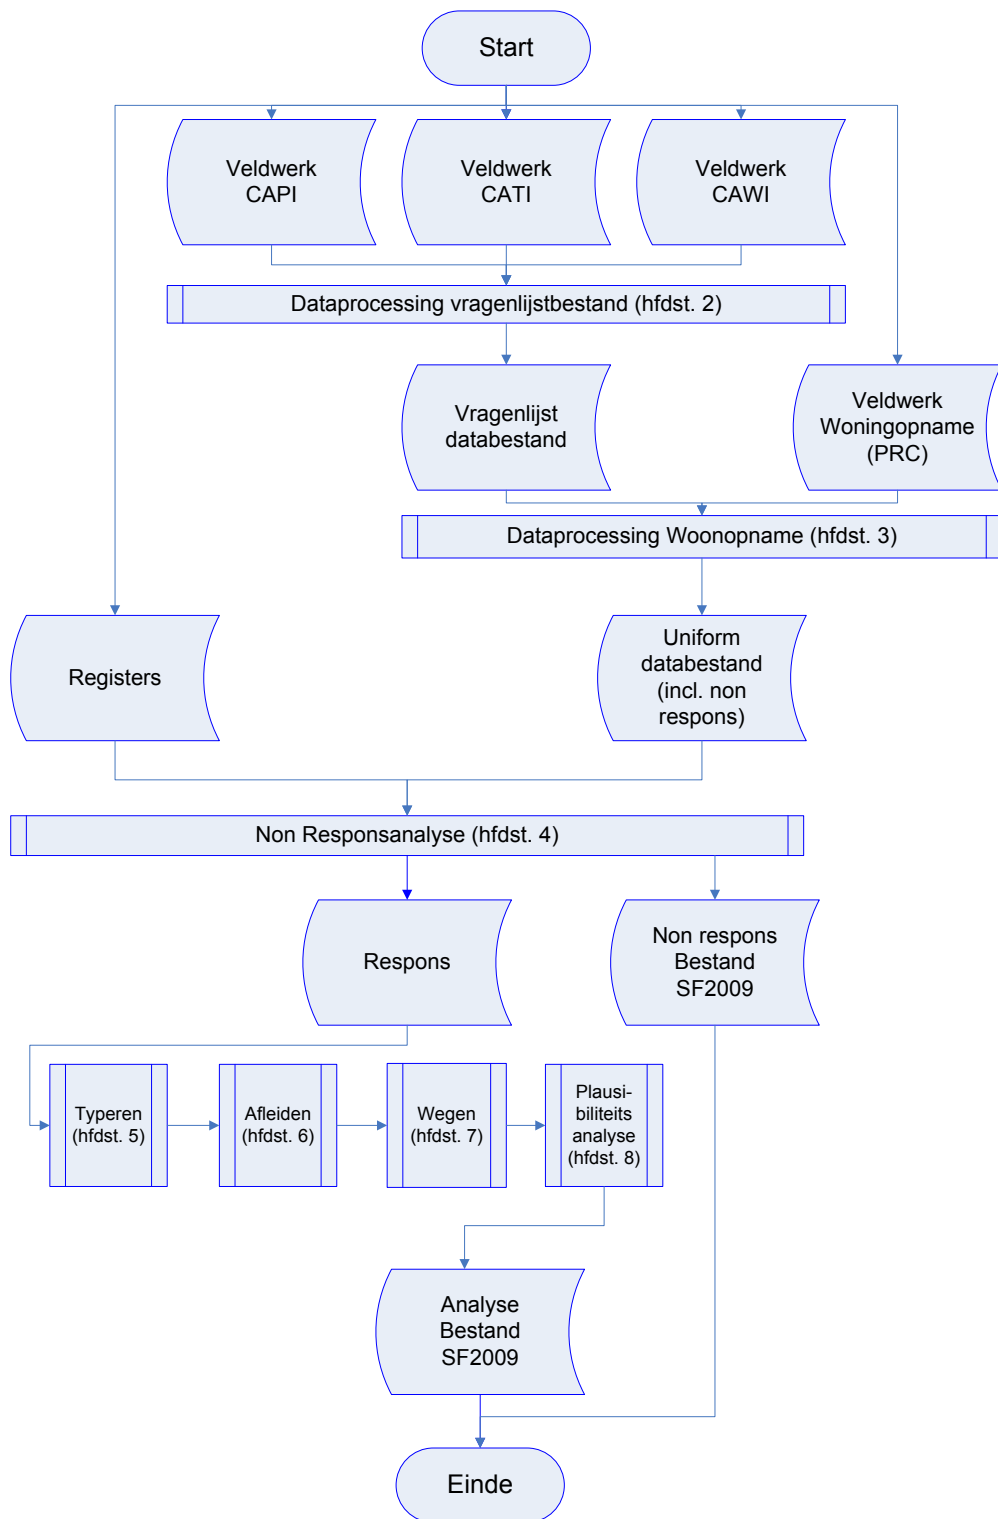 Start
Veldwerk
CAPI
Veldwerk
CATI
Veldwerk
CAWI
Dataprocessing vragenlijstbestand (hfdst. 2)
Vragenlijst
databestand
Veldwerk
Woningopname
(PRC)
Dataprocessing Woonopname (hfdst. 3)
Registers
Uniform
databestand
(incl. non
respons)
Non Responsanalyse (hfdst. 4)
Respons
Non respons
Bestand
SF2009
Typeren
(hfdst. 5)
Afleiden
(hfdst. 6)
Wegen
(hfdst. 7)
Plausi-
biliteits
analyse
(hfdst. 8)
Analyse
Bestand
SF2009
Einde